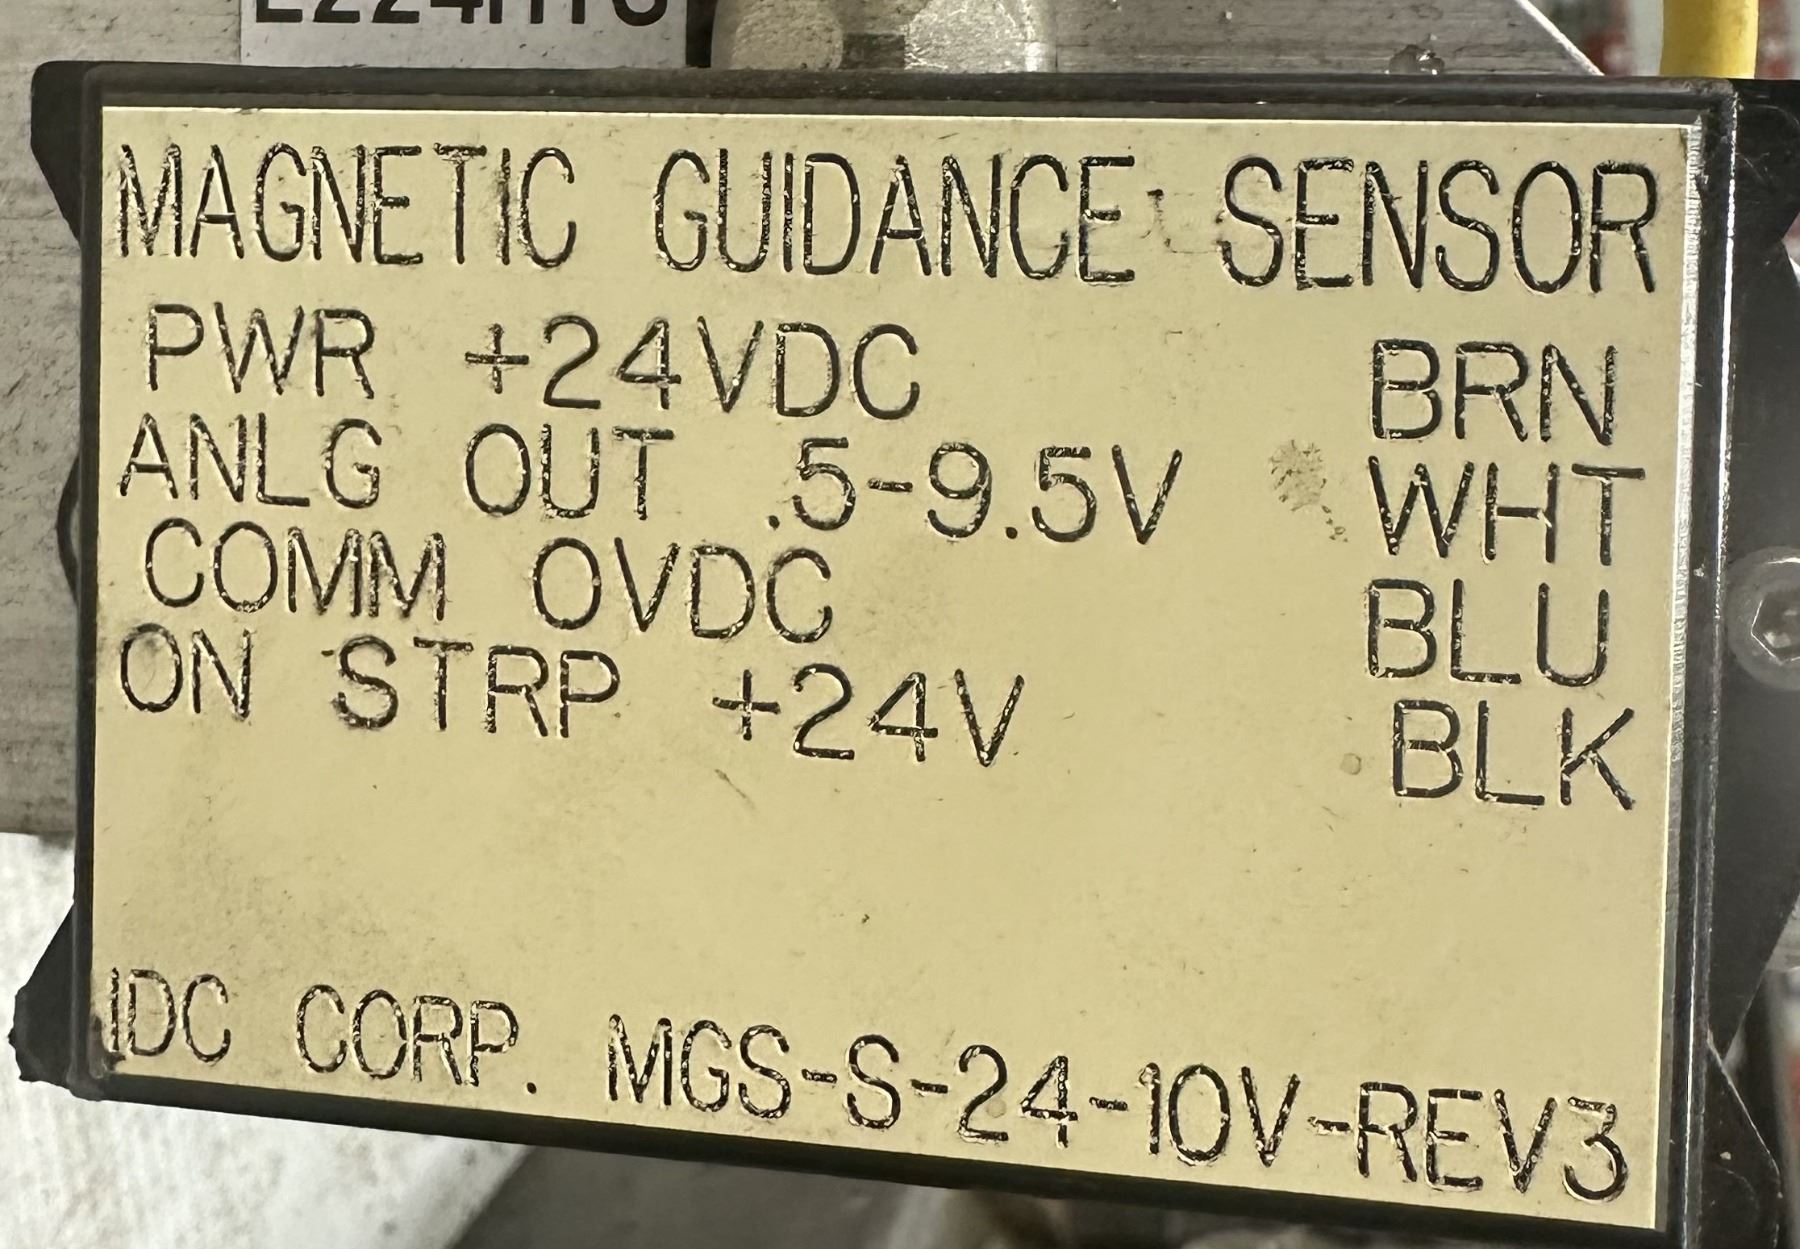 MAGNETIC GUIDANCE SENSOR
PWR +24VDC BRN
ANLG OUT .5-9.5V WHT
COMM 0VDC BLU
ON STRP +24V BLK
IDC CORP. MGS-S-24-10V-REV3